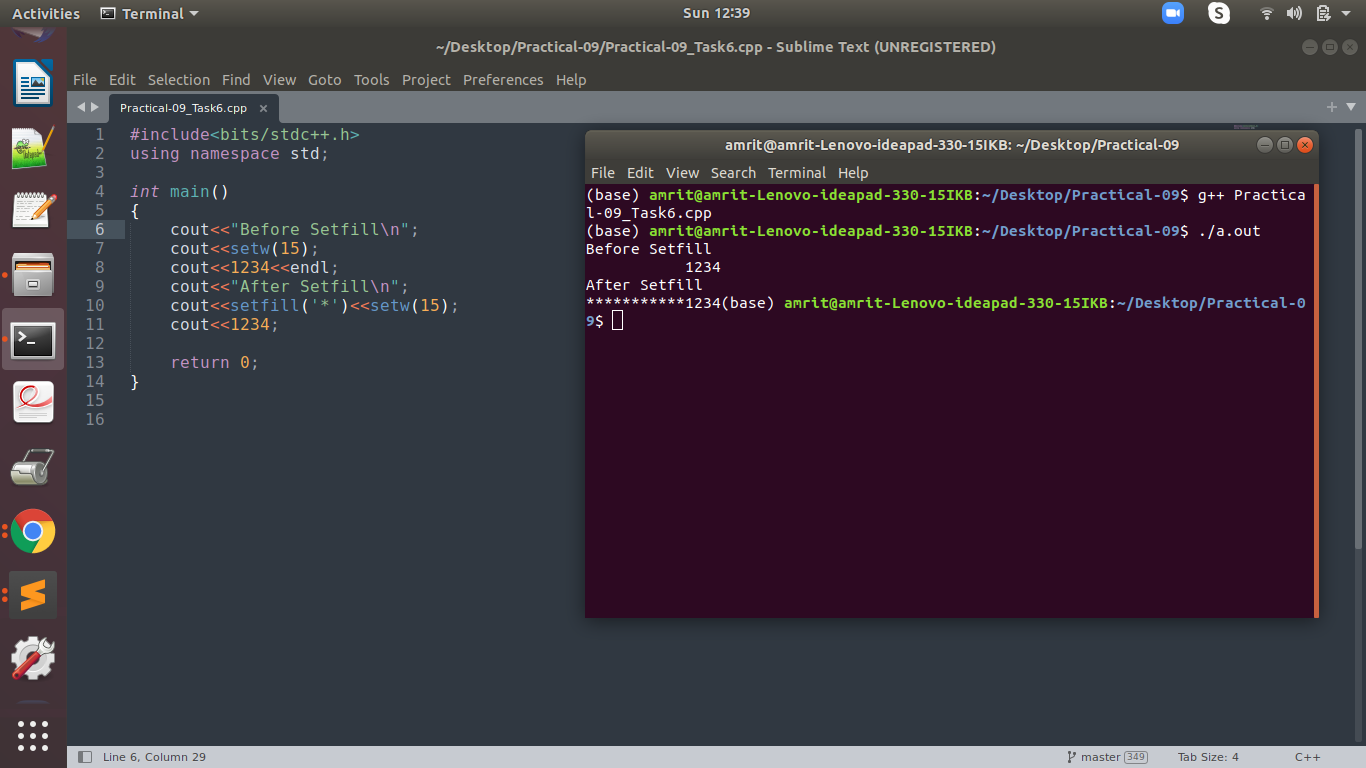 Activities Terminal Sun 12:39
~/Desktop/Practical-09/Practical-09_Task6.cpp - Sublime Text (UNREGISTERED)
File Edit Selection Find View Goto Tools Project Preferences Help
Practical-09_Task6.cpp
1 #include<bits/stdc++.h>
2 using namespace std;
3
4 int main()
5 {
6 cout<<"Before Setfill\n";
7 cout<<setw(15);
8 cout<<1234<<endl;
9 cout<<"After Setfill\n";
10 cout<<setfill('*')<<setw(15);
11 cout<<1234;
12
13 return 0;
14 }
15
16
amrit@amrit-Lenovo-ideapad-330-15IKB: ~/Desktop/Practical-09
File Edit View Search Terminal Help
(base) amrit@amrit-Lenovo-ideapad-330-15IKB:~/Desktop/Practical-09$ g++ Practica
l-09_Task6.cpp
(base) amrit@amrit-Lenovo-ideapad-330-15IKB:~/Desktop/Practical-09$ ./a.out
Before Setfill
           1234
After Setfill
***********1234(base) amrit@amrit-Lenovo-ideapad-330-15IKB:~/Desktop/Practical-0
9$
Line 6, Column 29 master 349 Tab Size: 4 C++